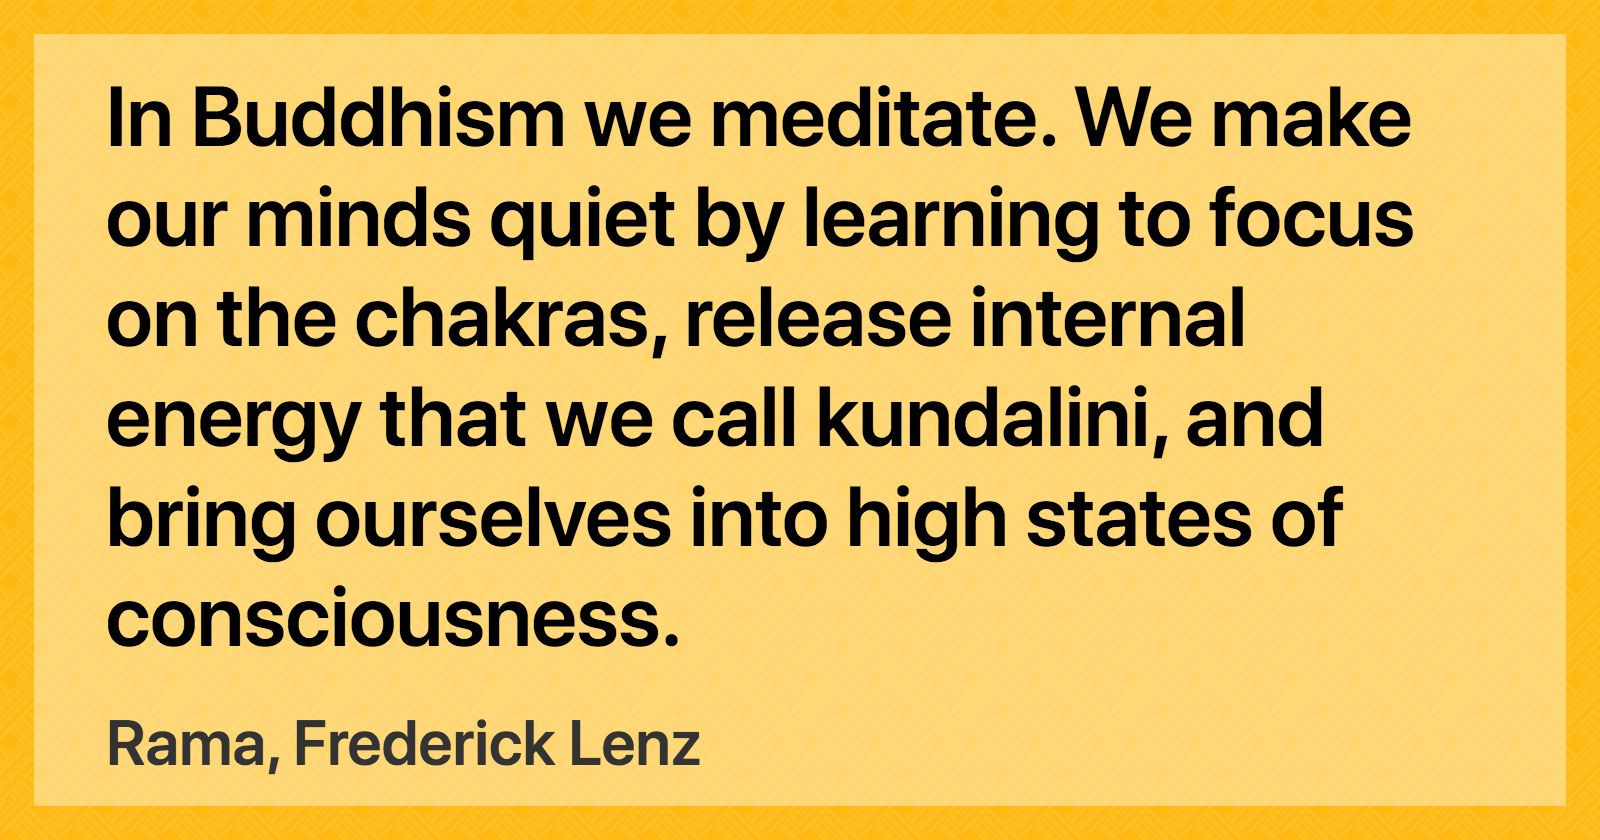 In Buddhism we meditate. We make
our minds quiet by learning to focus
on the chakras, release internal
energy that we call kundalini, and
bring ourselves into high states of
consciousness.
Rama, Frederick Lenz